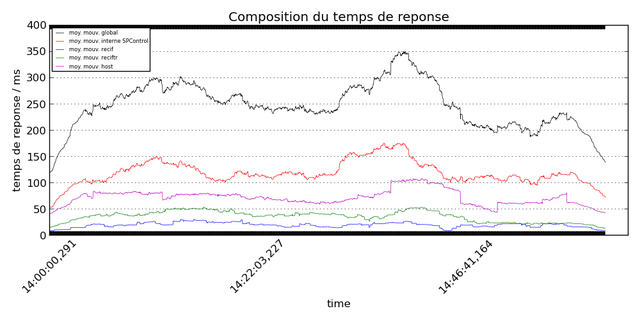 Composition du temps de reponse
400
350
300
250
200
150
100
50
0
temps de reponse / ms
moy. mouv. global
moy. mouv. interne SPControl
moy. mouv. recif
moy. mouv. reciftr
moy. mouv. host
14:00:00,291
14:22:03,227
14:46:41,164
time